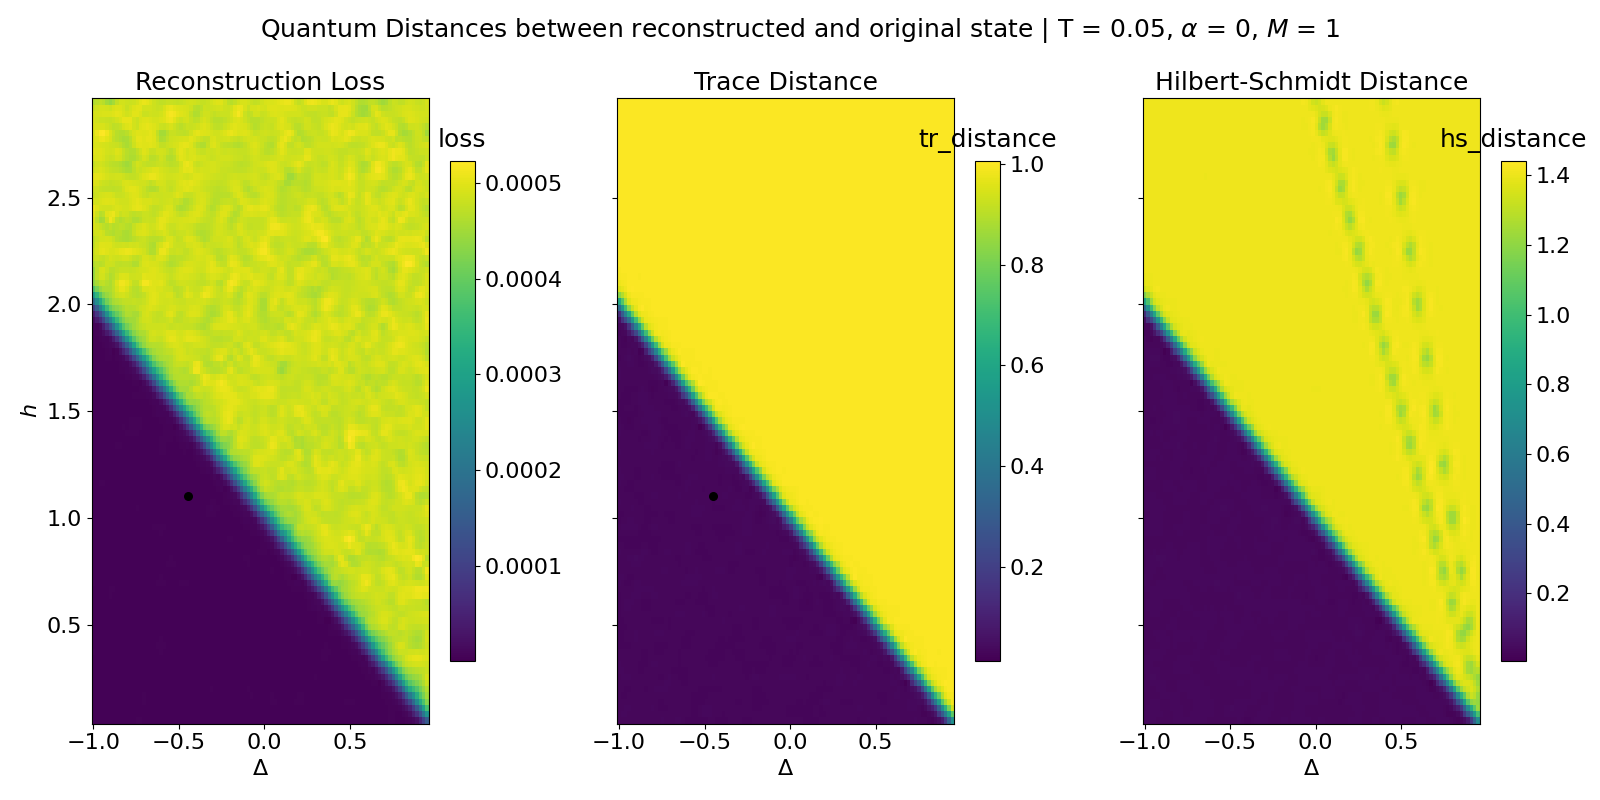 Quantum Distances between reconstructed and original state | T = 0.05, α = 0, M = 1
Reconstruction Loss
Trace Distance
Hilbert-Schmidt Distance
loss
tr_distance
hs_distance
h
2.5
2.0
1.5
1.0
0.5
−1.0 −0.5 0.0 0.5
Δ
0.0005
0.0004
0.0003
0.0002
0.0001
−1.0 −0.5 0.0 0.5
Δ
1.0
0.8
0.6
0.4
0.2
−1.0 −0.5 0.0 0.5
Δ
1.4
1.2
1.0
0.8
0.6
0.4
0.2